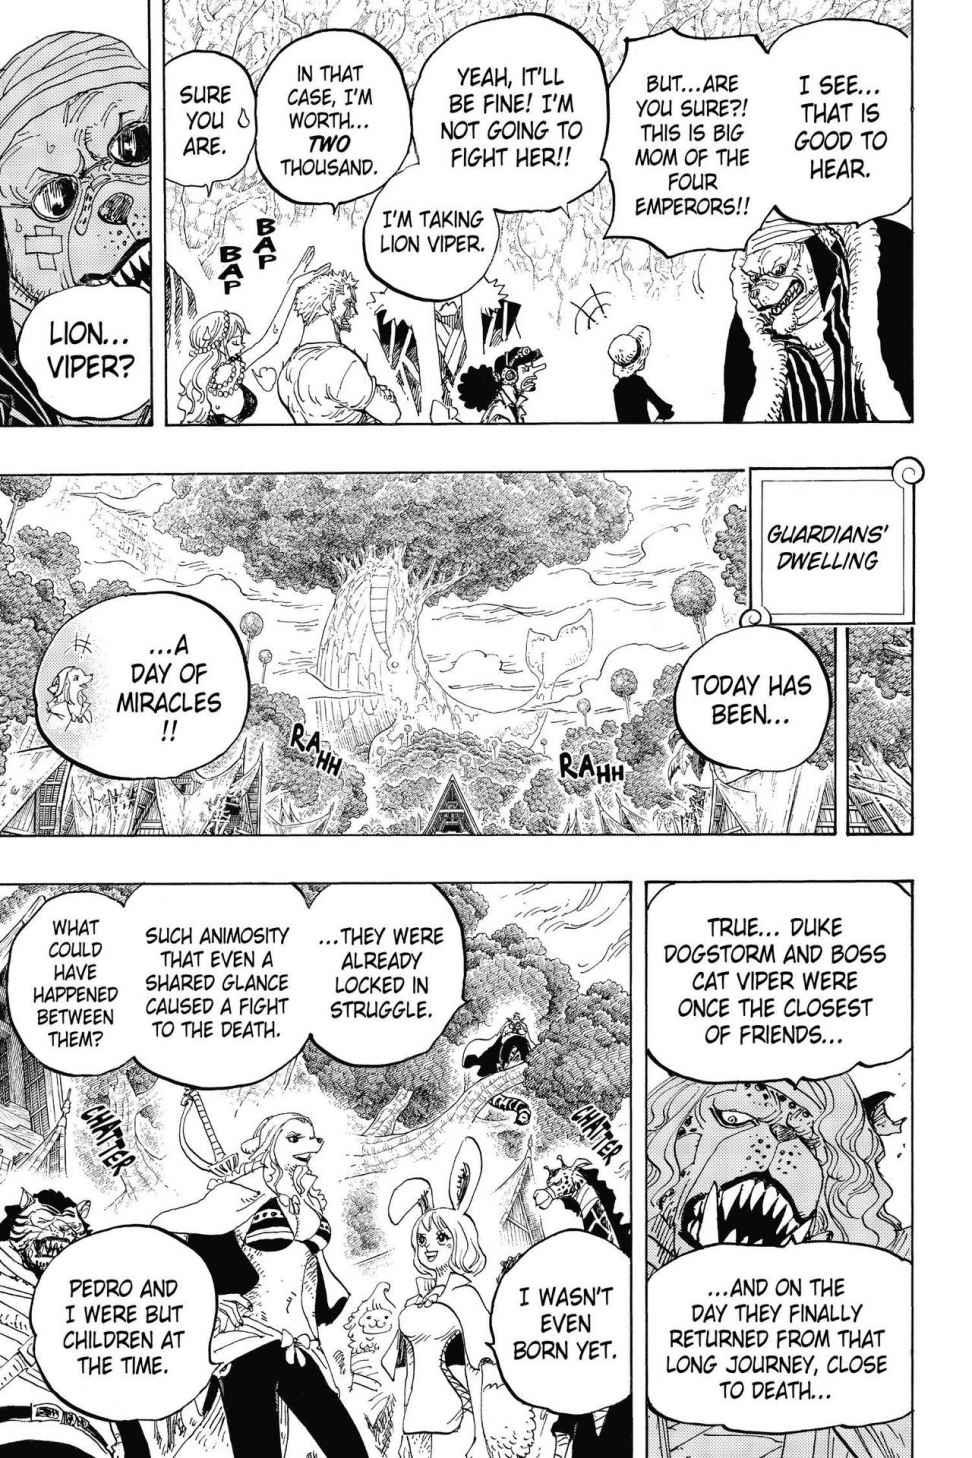 I SEE...
THAT IS
GOOD TO
HEAR.
BUT...ARE
YOU SURE?!
THIS IS BIG
MOM OF THE
FOUR
EMPERORS!!
YEAH, IT'LL
BE FINE! I'M
NOT GOING TO
FIGHT HER!!
I'M TAKING
LION VIPER.
IN THAT
CASE, I'M
WORTH...
TWO
THOUSAND.
SURE
YOU
ARE.
BAP
BAP
LION...
VIPER?
GUARDIANS'
DWELLING
TODAY HAS
BEEN...
RAHH
RAHH
...A
DAY OF
MIRACLES
!!
TRUE... DUKE
DOGSTORM AND BOSS
CAT VIPER WERE
ONCE THE CLOSEST
OF FRIENDS...
...AND ON THE
DAY THEY FINALLY
RETURNED FROM THAT
LONG JOURNEY, CLOSE
TO DEATH...
...THEY WERE
ALREADY
LOCKED IN
STRUGGLE.
SUCH ANIMOSITY
THAT EVEN A
SHARED GLANCE
CAUSED A FIGHT
TO THE DEATH.
WHAT
COULD
HAVE
HAPPENED
BETWEEN
THEM?
CHATTER
CHATTER
I WASN'T
EVEN
BORN YET.
PEDRO AND
I WERE BUT
CHILDREN AT
THE TIME.